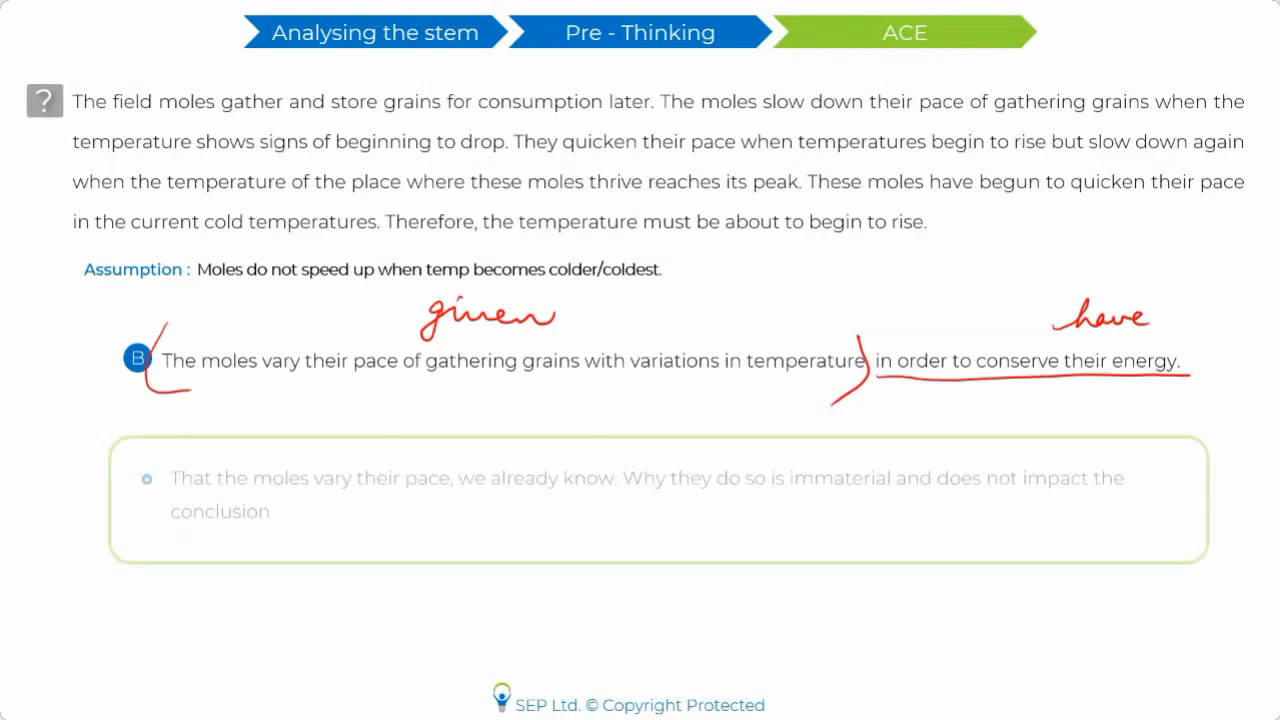 Analysing the stem Pre - Thinking ACE
? The field moles gather and store grains for consumption later. The moles slow down their pace of gathering grains when the
temperature shows signs of beginning to drop. They quicken their pace when temperatures begin to rise but slow down again
when the temperature of the place where these moles thrive reaches its peak. These moles have begun to quicken their pace
in the current cold temperatures. Therefore, the temperature must be about to begin to rise.
Assumption : Moles do not speed up when temp becomes colder/coldest.
given have
B The moles vary their pace of gathering grains with variations in temperature in order to conserve their energy.
That the moles vary their pace, we already know. Why they do so is immaterial and does not impact the
conclusion
SEP Ltd. © Copyright Protected